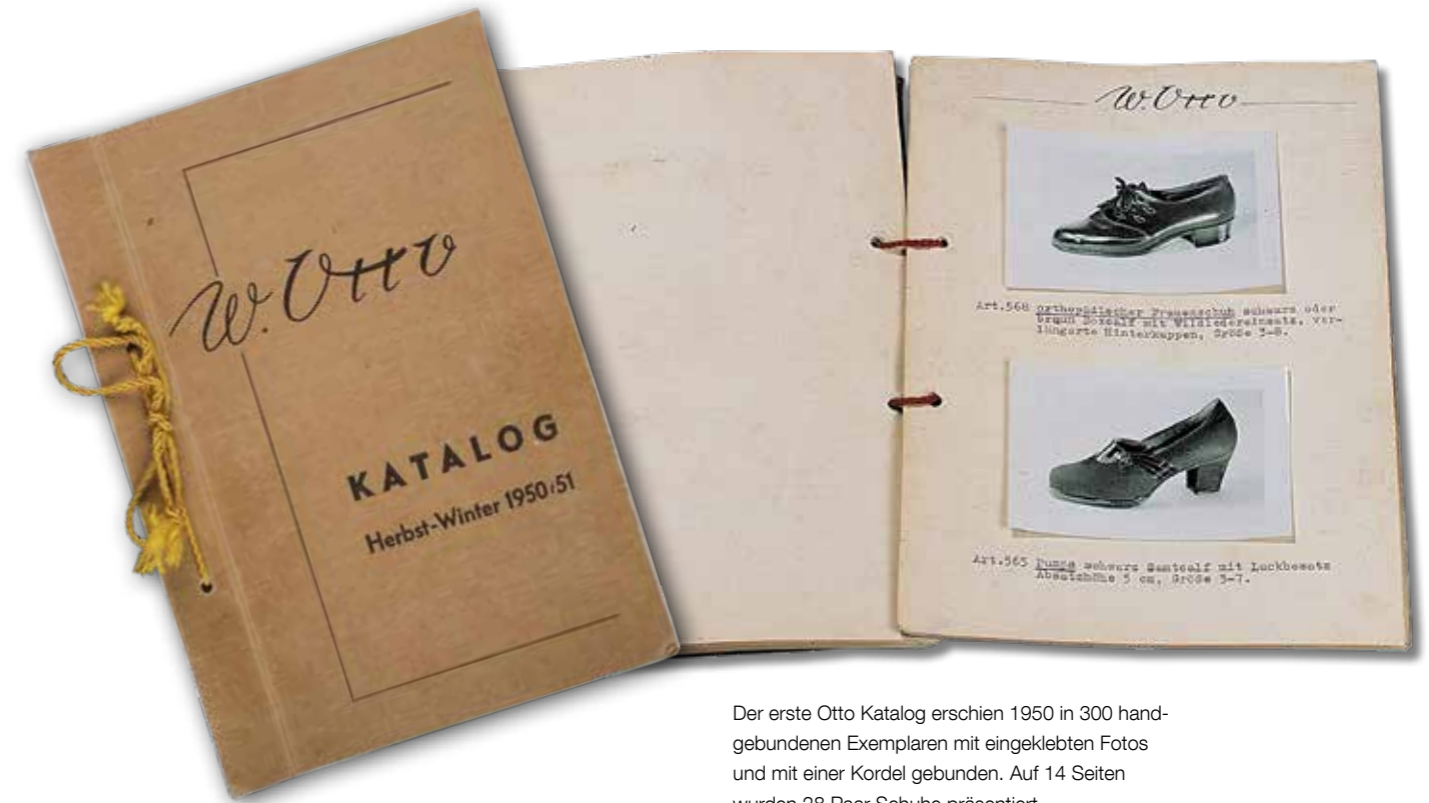 W. Otto
KATALOG
Herbst-Winter 1950/51
W. Otto
Art.568 orthopädischer Frauenschuh schwarz oder
braun Boxcalf mit Wildledereinsatz, ver-
längerte Hinterkappen, Größe 3-8.
Art.565 Pumps schwarz Samtcalf mit Lackbesatz
Absatzhöhe 5 cm, Größe 3-7.
Der erste Otto Katalog erschien 1950 in 300 hand-
gebundenen Exemplaren mit eingeklebten Fotos
und mit einer Kordel gebunden. Auf 14 Seiten
wurden 28 Paar Schuhe präsentiert